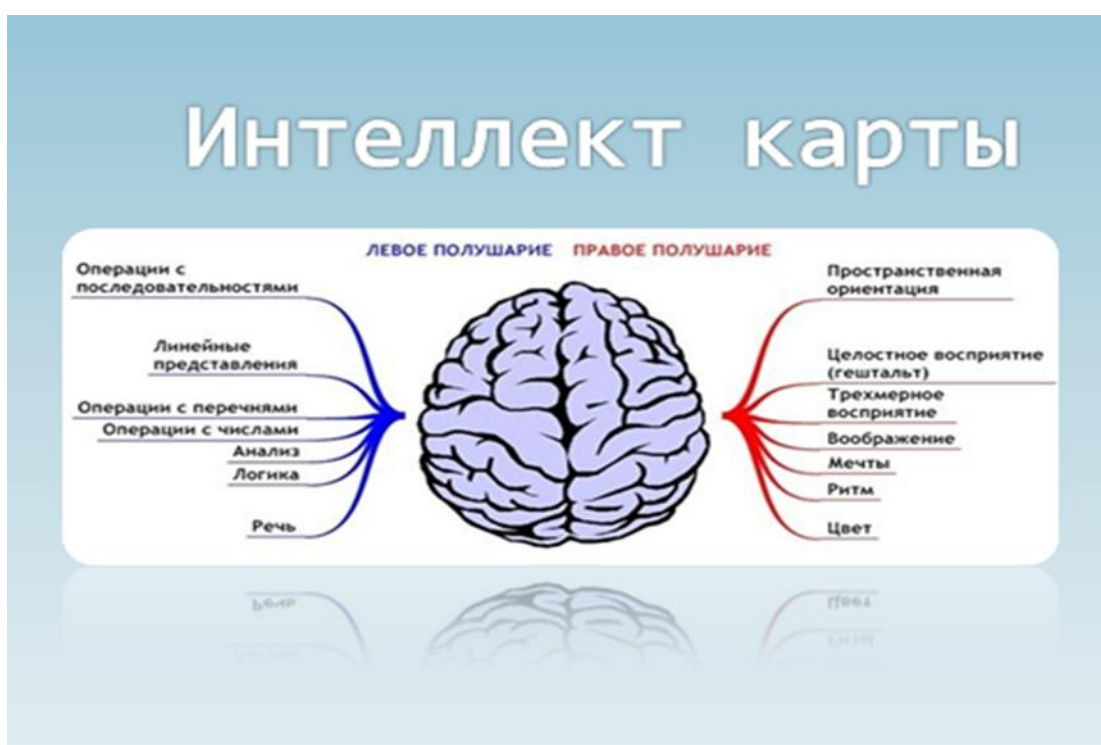 Интеллект карты
ЛЕВОЕ ПОЛУШАРИЕ ПРАВОЕ ПОЛУШАРИЕ
Операции с
последовательностями
Линейные
представления
Операции с перечнями
Операции с числами
Анализ
Логика
Речь
Пространственная
ориентация
Целостное восприятие
(гештальт)
Трехмерное
восприятие
Воображение
Мечты
Ритм
Цвет